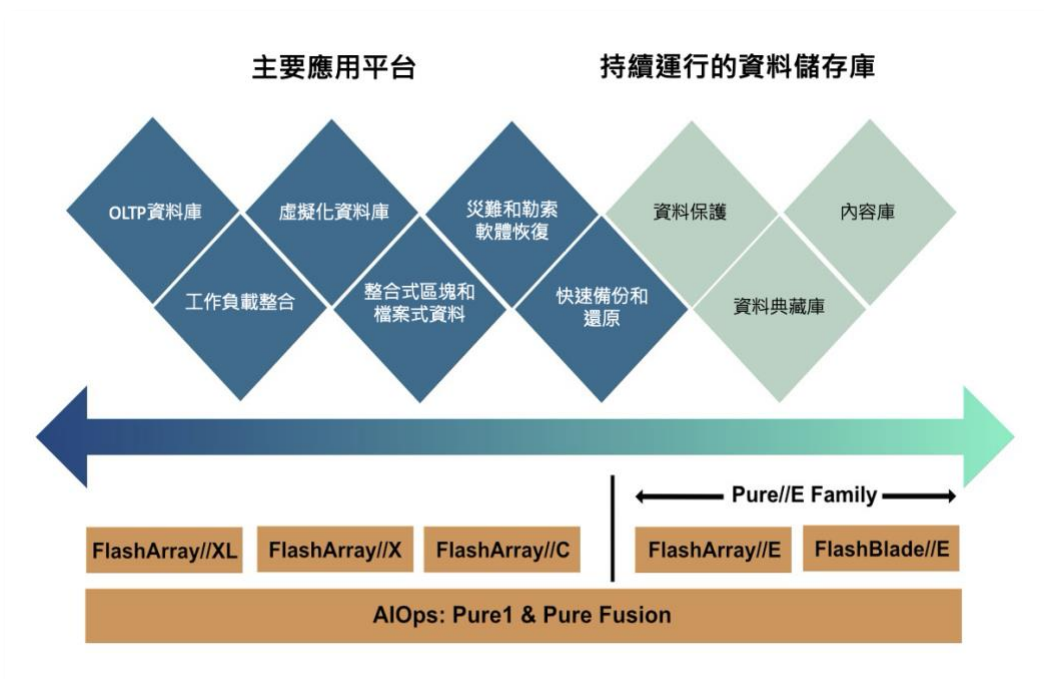 主要應用平台
持續運行的資料儲存庫
OLTP資料庫
虛擬化資料庫
災難和勒索
軟體恢復
資料保護
內容庫
工作負載整合
整合式區塊和
檔案式資料
快速備份和
還原
資料典藏庫
Pure//E Family
FlashArray//XL
FlashArray//X
FlashArray//C
FlashArray//E
FlashBlade//E
AIOps: Pure1 & Pure Fusion